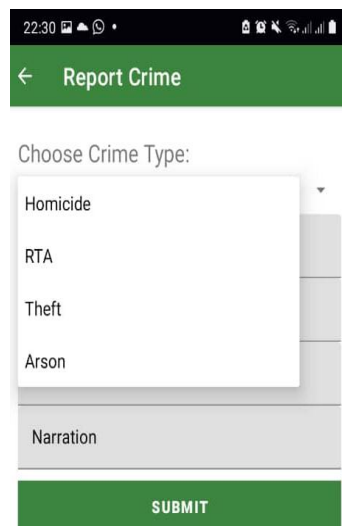 22:30
Report Crime
Choose Crime Type:
Homicide
RTA
Theft
Arson
Narration
SUBMIT